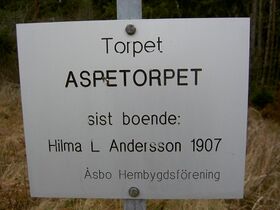 Torpet
ASPETORPET
sist boende:
Hilma L Andersson 1907
Åsbo Hembygdsförening